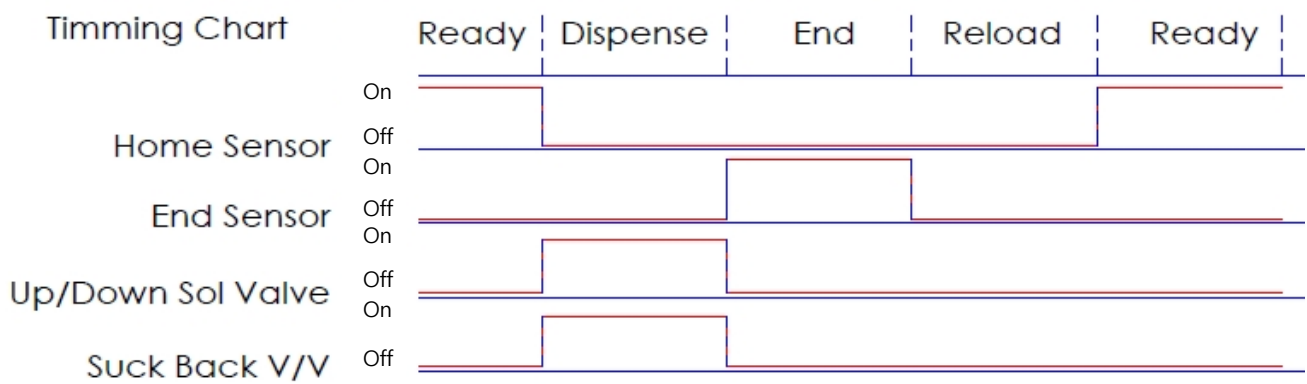 Timming Chart
Ready Dispense End Reload Ready
On
Off
Home Sensor
On
Off
End Sensor
On
Off
Up/Down Sol Valve
On
Off
Suck Back V/V